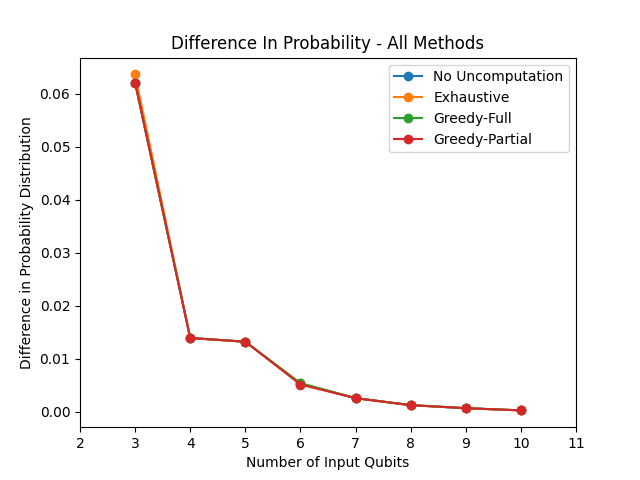 Difference In Probability - All Methods
No Uncomputation
Exhaustive
Greedy-Full
Greedy-Partial
Difference in Probability Distribution
0.06
0.05
0.04
0.03
0.02
0.01
0.00
2 3 4 5 6 7 8 9 10 11
Number of Input Qubits